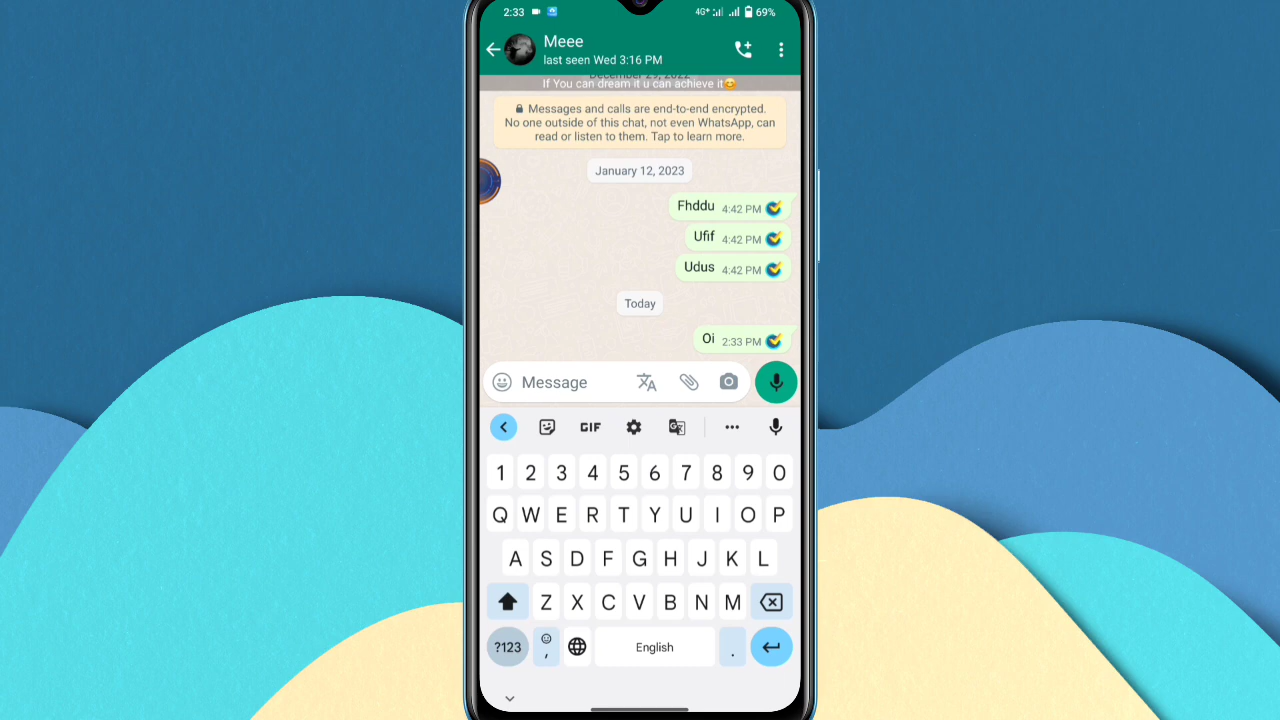 2:33 4G+ 69%
Meee
last seen Wed 3:16 PM
December 29, 2022
If You can dream it u can achieve it😊
🔒 Messages and calls are end-to-end encrypted.
No one outside of this chat, not even WhatsApp, can
read or listen to them. Tap to learn more.
January 12, 2023
Fhddu 4:42 PM
Ufif 4:42 PM
Udus 4:42 PM
Today
Oi 2:33 PM
Message
GIF
1 2 3 4 5 6 7 8 9 0
Q W E R T Y U I O P
A S D F G H J K L
Z X C V B N M
?123 , English .